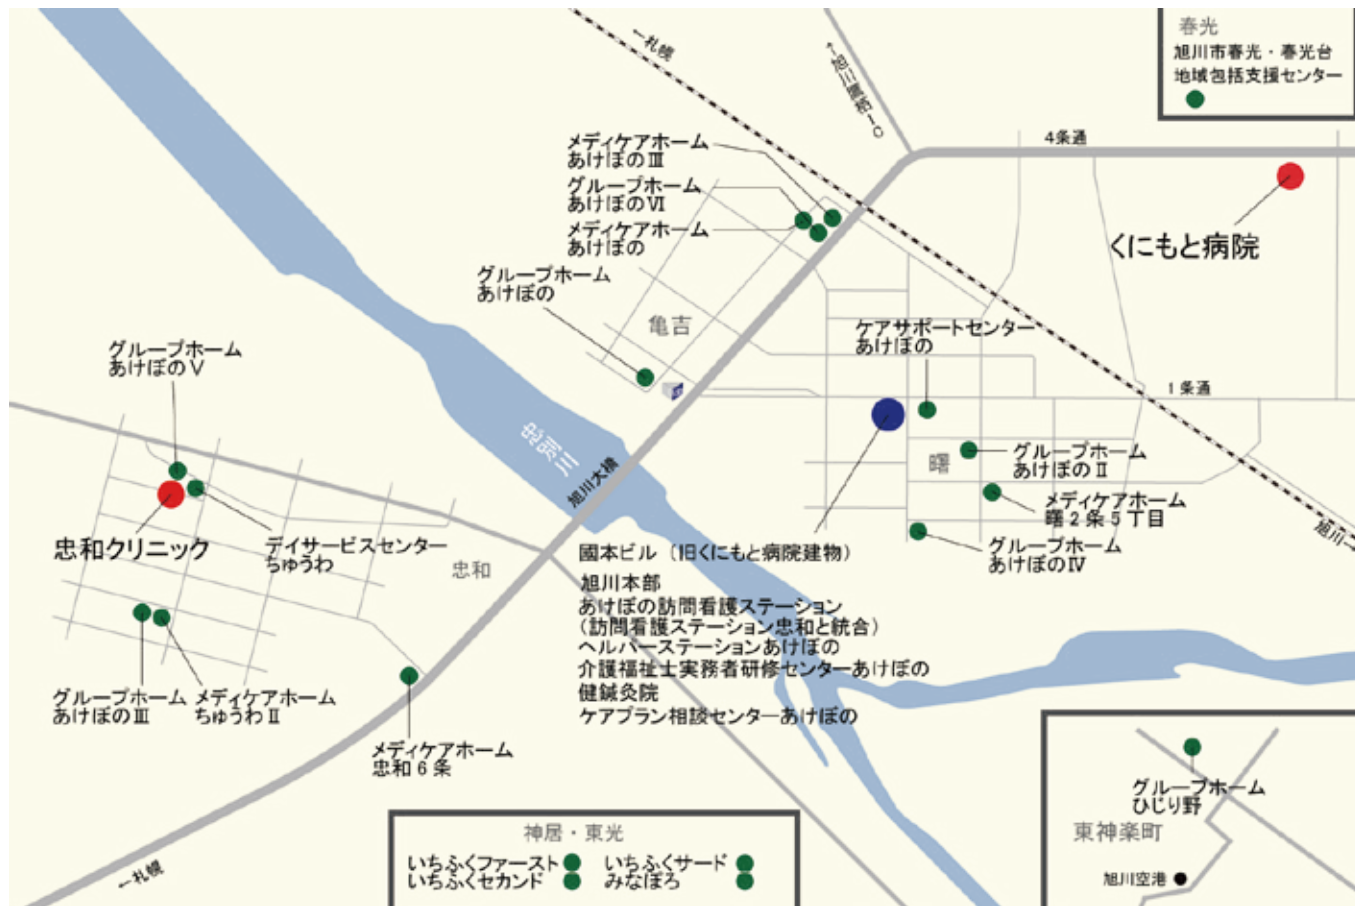 春光
旭川市春光・春光台
地域包括支援センター
←札幌
↑旭川鷹栖IC
4条通
くにもと病院
メディケアホーム
あけぼのⅢ
グループホーム
あけぼのⅥ
メディケアホーム
あけぼの
グループホーム
あけぼの
亀吉
ケアサポートセンター
あけぼの
1条通
グループホーム
あけぼのⅤ
忠別川
旭川大橋
曙
グループホーム
あけぼのⅡ
メディケアホーム
曙2条5丁目
グループホーム
あけぼのⅣ
旭川→
忠和クリニック
デイサービスセンター
ちゅうわ
忠和
國本ビル（旧くにもと病院建物）
旭川本部
あけぼの訪問看護ステーション
（訪問看護ステーション忠和と統合）
ヘルパーステーションあけぼの
介護福祉士実務者研修センターあけぼの
健鍼灸院
ケアプラン相談センターあけぼの
グループホーム
あけぼのⅢ
メディケアホーム
ちゅうわⅡ
メディケアホーム
忠和6条
←札幌
神居・東光
いちふくファースト
いちふくサード
いちふくセカンド
みなぽろ
グループホーム
ひじり野
東神楽町
旭川空港